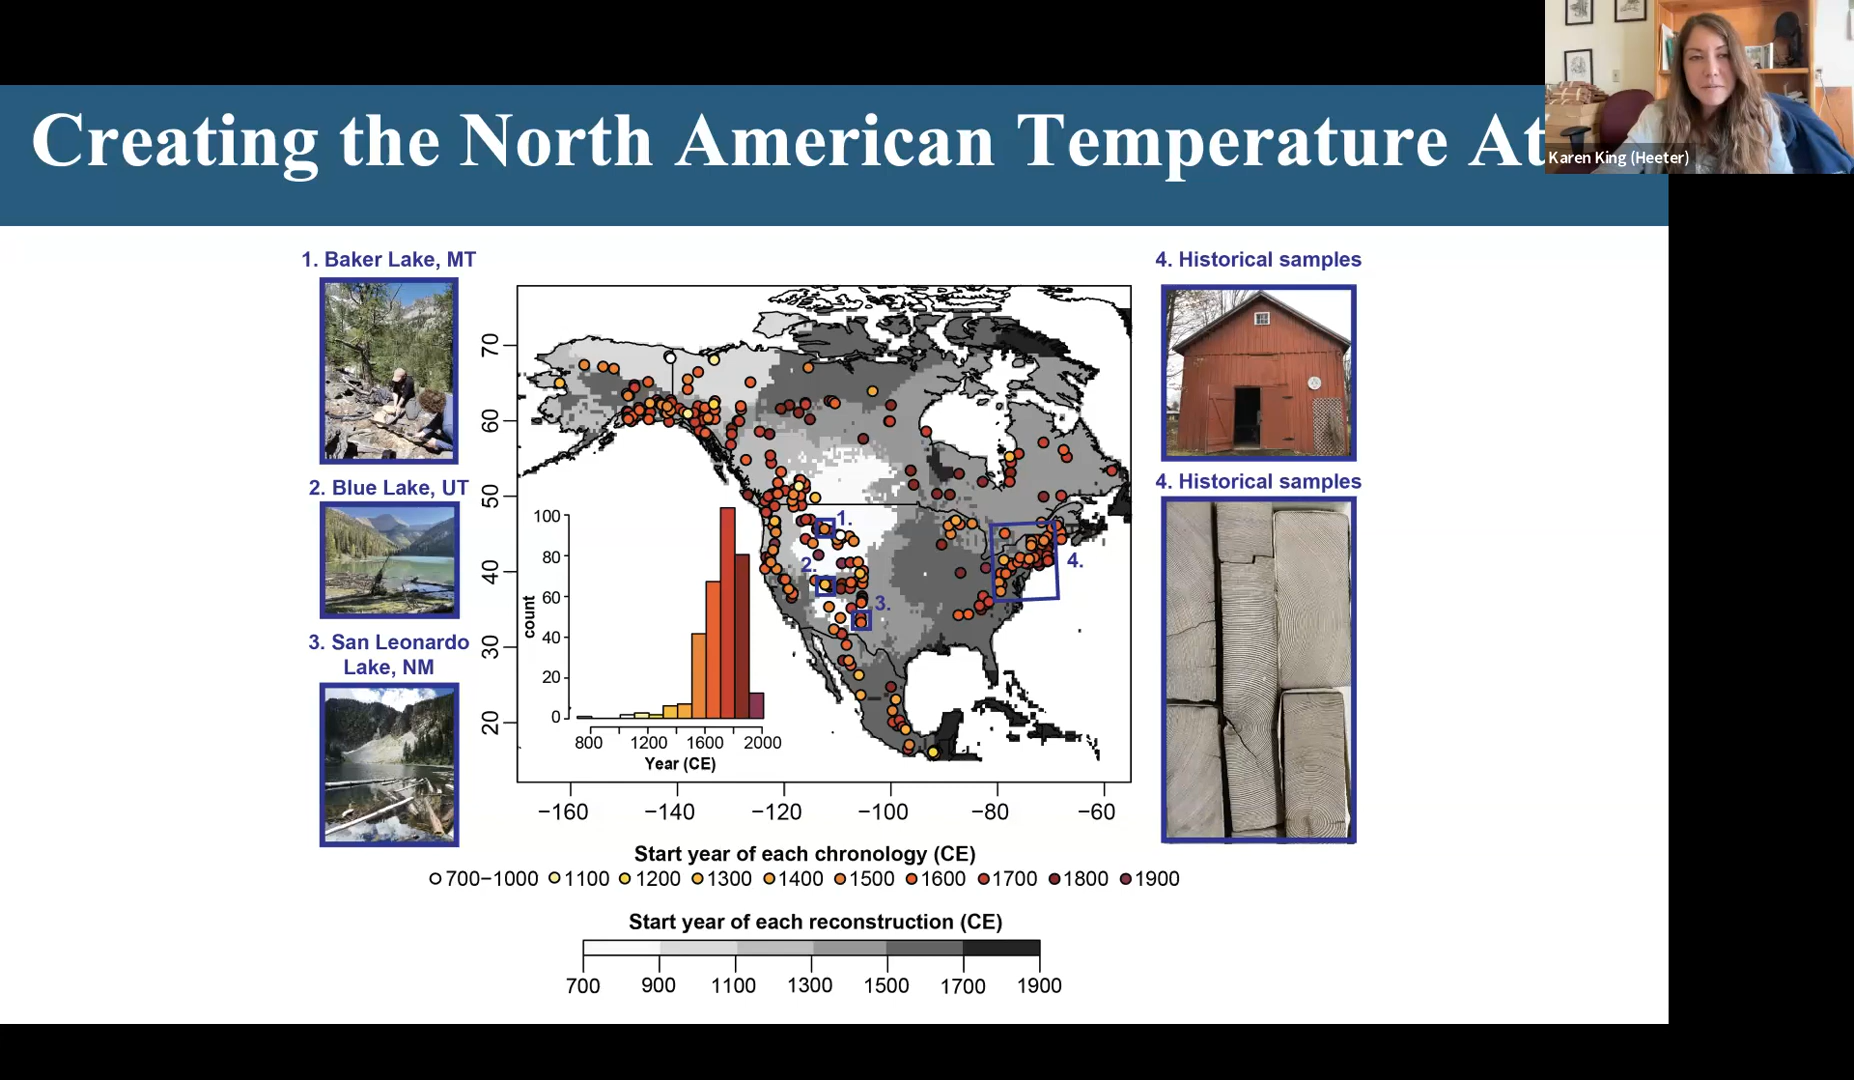 Creating the North American Temperature At
Karen King (Heeter)
1. Baker Lake, MT
2. Blue Lake, UT
3. San Leonardo
Lake, NM
4. Historical samples
4. Historical samples
70
60
50
40
30
20
−160 −140 −120 −100 −80 −60
1.
2.
3.
4.
count
100
80
60
40
20
0
800 1200 1600 2000
Year (CE)
Start year of each chronology (CE)
700−1000 1100 1200 1300 1400 1500 1600 1700 1800 1900
Start year of each reconstruction (CE)
700 900 1100 1300 1500 1700 1900